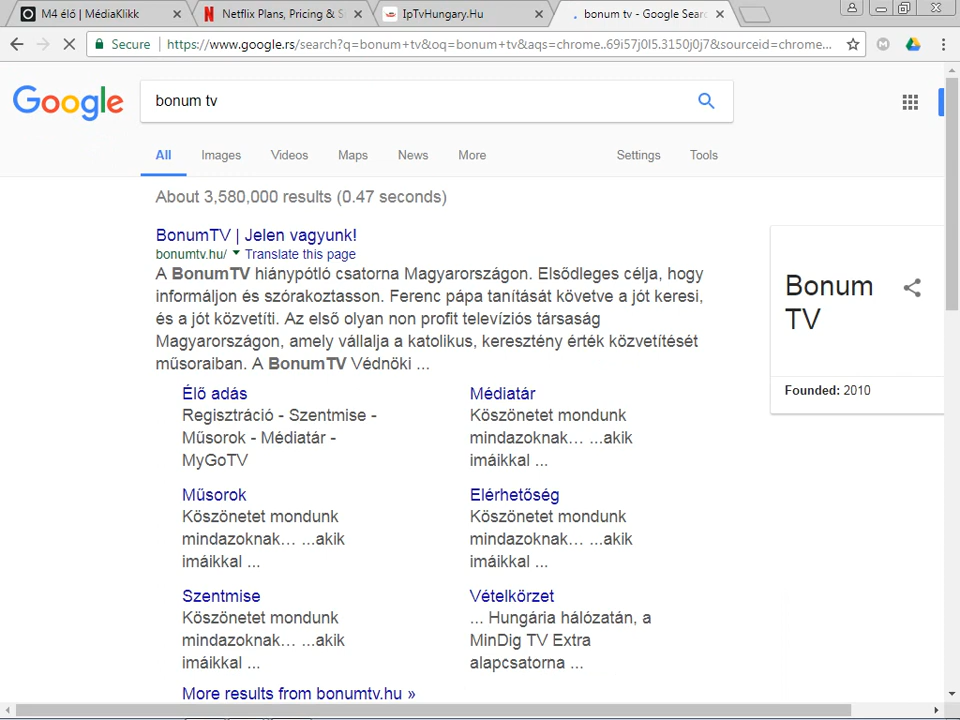 M4 élő | MédiaKlikk
Netflix Plans, Pricing & S
IpTvHungary.Hu
bonum tv - Google Sear
Secure
https://www.google.rs/search?q=bonum+tv&oq=bonum+tv&aqs=chrome..69i57j0l5.3150j0j7&sourceid=chrome...
Google
bonum tv
All Images Videos Maps News More Settings Tools
About 3,580,000 results (0.47 seconds)
BonumTV | Jelen vagyunk!
bonumtv.hu/ Translate this page
A BonumTV hiánypótló csatorna Magyarországon. Elsődleges célja, hogy
informáljon és szórakoztasson. Ferenc pápa tanítását követve a jót keresi,
és a jót közvetíti. Az első olyan non profit televíziós társaság
Magyarországon, amely vállalja a katolikus, keresztény érték közvetítését
műsoraiban. A BonumTV Védnöki ...
Élő adás
Regisztráció - Szentmise -
Műsorok - Médiatár -
MyGoTV
Médiatár
Köszönetet mondunk
mindazoknak… ...akik
imáikkal ...
Műsorok
Köszönetet mondunk
mindazoknak… ...akik
imáikkal ...
Elérhetőség
Köszönetet mondunk
mindazoknak… ...akik
imáikkal ...
Szentmise
Köszönetet mondunk
mindazoknak… ...akik
imáikkal ...
Vételkörzet
... Hungária hálózatán, a
MinDig TV Extra
alapcsatorna ...
More results from bonumtv.hu »
Bonum
TV
Founded: 2010